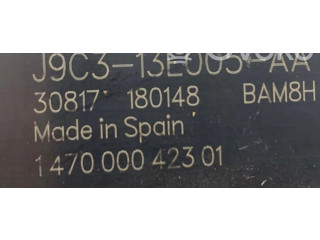 J9C3-13E005-AA
30817 180148 BAM8H
Made in Spain
1 470 000 423 01